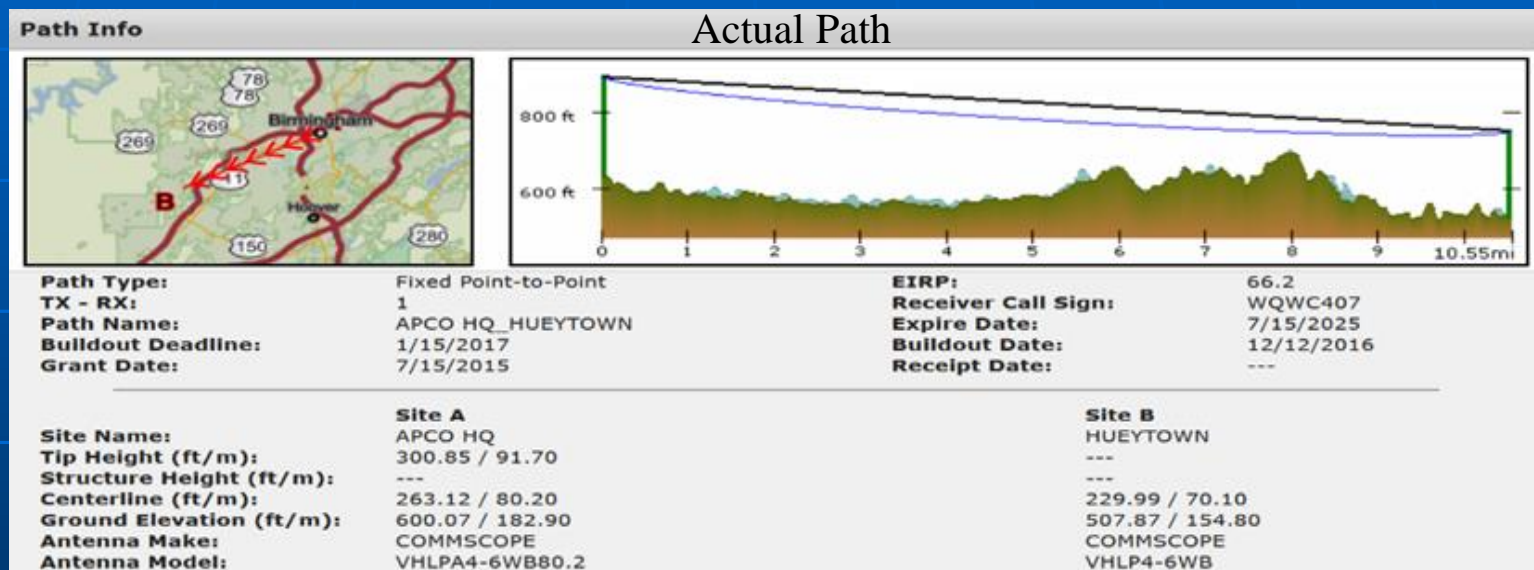 Path Info
Actual Path
78
78
Birmingham
269
269
11
B
Hoover
150
280
800 ft
600 ft
0 1 2 3 4 5 6 7 8 9 10.55mi
Path Type: Fixed Point-to-Point EIRP: 66.2
TX - RX: 1 Receiver Call Sign: WQWC407
Path Name: APCO HQ_HUEYTOWN Expire Date: 7/15/2025
Buildout Deadline: 1/15/2017 Buildout Date: 12/12/2016
Grant Date: 7/15/2015 Receipt Date: ---
Site A Site B
Site Name: APCO HQ HUEYTOWN
Tip Height (ft/m): 300.85 / 91.70 ---
Structure Height (ft/m): --- ---
Centerline (ft/m): 263.12 / 80.20 229.99 / 70.10
Ground Elevation (ft/m): 600.07 / 182.90 507.87 / 154.80
Antenna Make: COMMSCOPE COMMSCOPE
Antenna Model: VHLPA4-6WB80.2 VHLP4-6WB